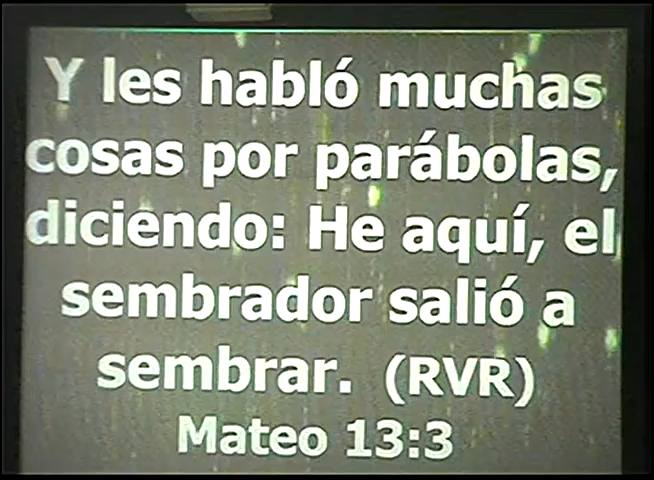 Y les habló muchas
cosas por parábolas,
diciendo: He aquí, el
sembrador salió a
sembrar. (RVR)
Mateo 13:3